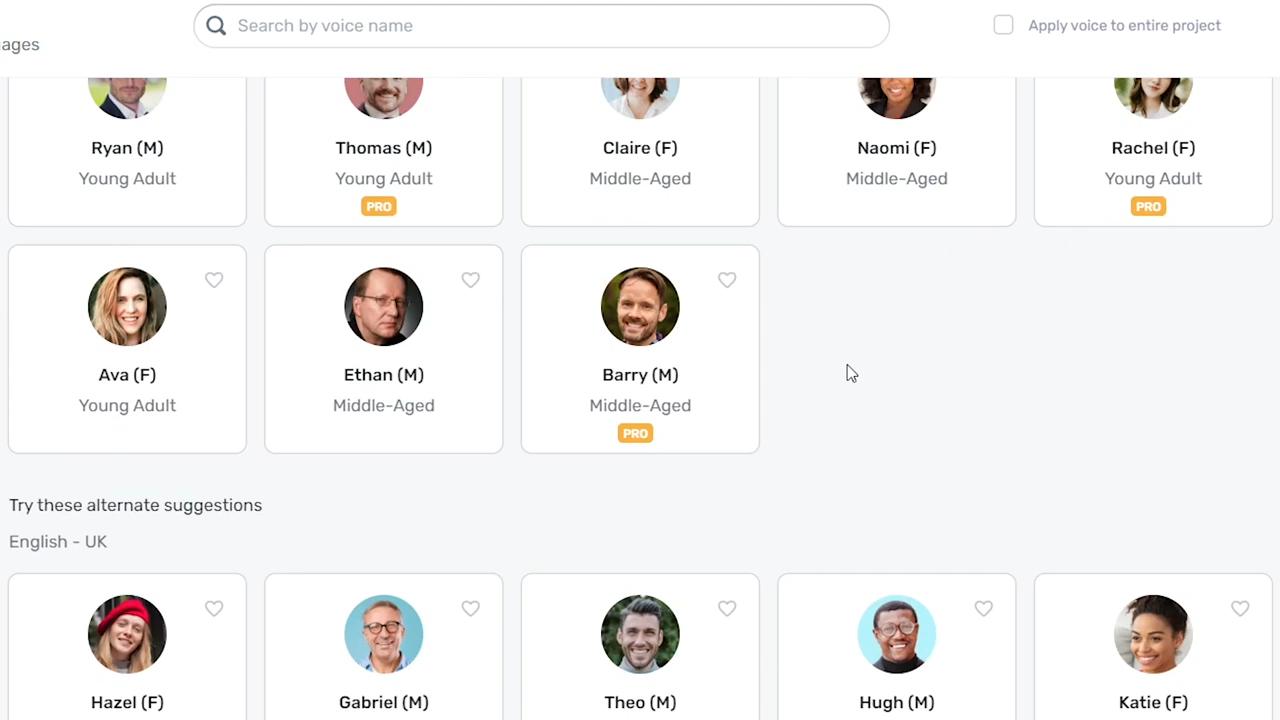 Search by voice name
Apply voice to entire project
ages
Ryan (M)
Young Adult
Thomas (M)
Young Adult
PRO
Claire (F)
Middle-Aged
Naomi (F)
Middle-Aged
Rachel (F)
Young Adult
PRO
Ava (F)
Young Adult
Ethan (M)
Middle-Aged
Barry (M)
Middle-Aged
PRO
Try these alternate suggestions
English - UK
Hazel (F)
Gabriel (M)
Theo (M)
Hugh (M)
Katie (F)